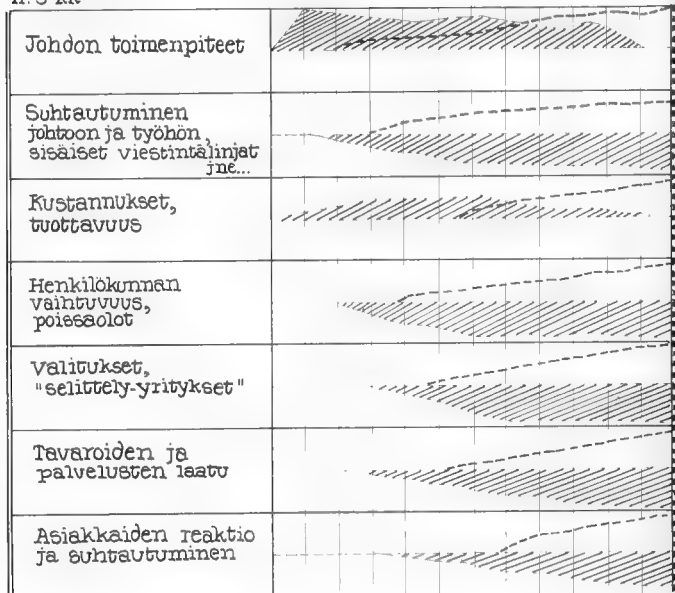 Johdon toimenpiteet
Suhtautuminen
johtoon ja työhön,
sisäiset viestintälinjat
jne...
Kustannukset,
tuottavuus
Henkilökunnan
vaihtuvuus,
poissaolot
Valitukset,
"selittely-yritykset"
Tavaroiden ja
palvelusten laatu
Asiakkaiden reaktio
ja suhtautuminen